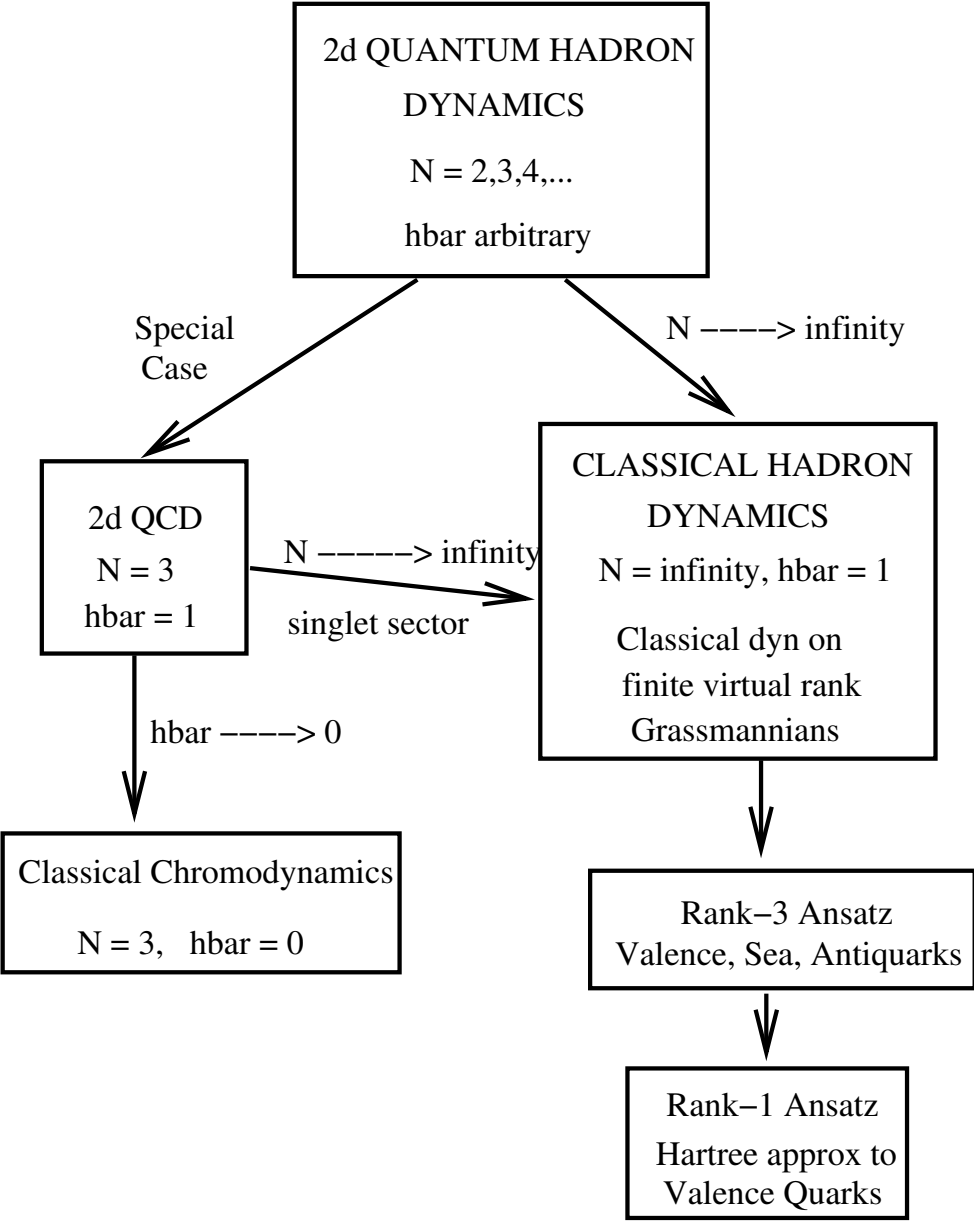 2d QUANTUM HADRON
DYNAMICS
N = 2,3,4,...
hbar arbitrary
Special
Case
N ----> infinity
2d QCD
N = 3
hbar = 1
N -----> infinity
singlet sector
CLASSICAL HADRON
DYNAMICS
N = infinity, hbar = 1
Classical dyn on
finite virtual rank
Grassmannians
hbar ----> 0
Classical Chromodynamics
N = 3, hbar = 0
Rank−3 Ansatz
Valence, Sea, Antiquarks
Rank−1 Ansatz
Hartree approx to
Valence Quarks